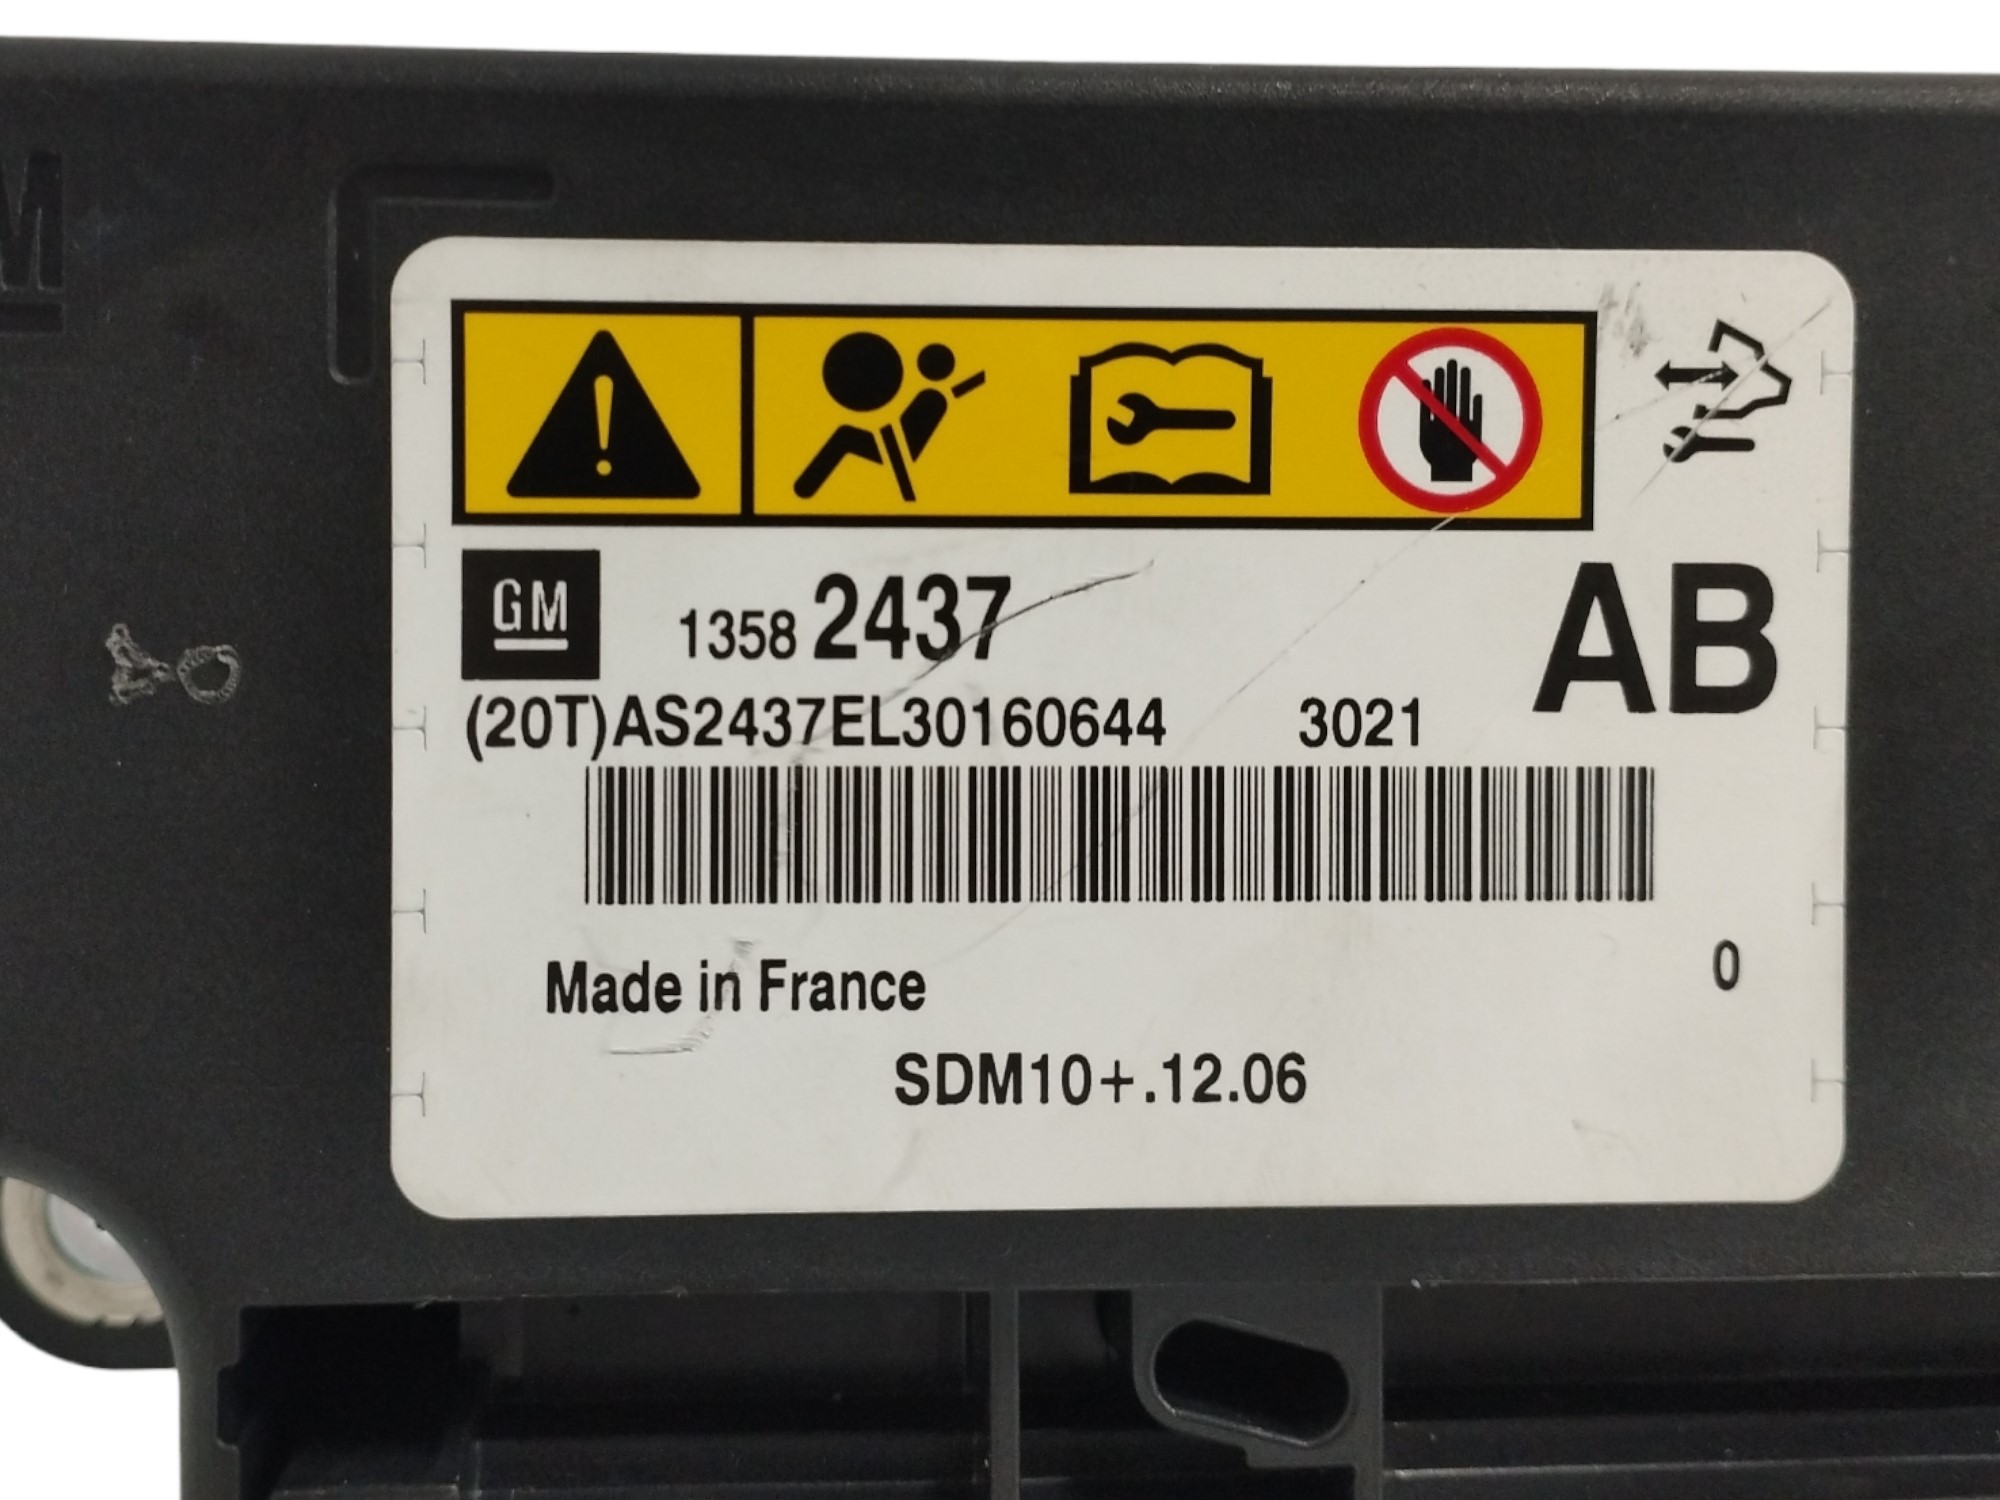 M
GM
1358 2437
AB
(20T)AS2437EL30160644 3021
0
Made in France
SDM10+.12.06